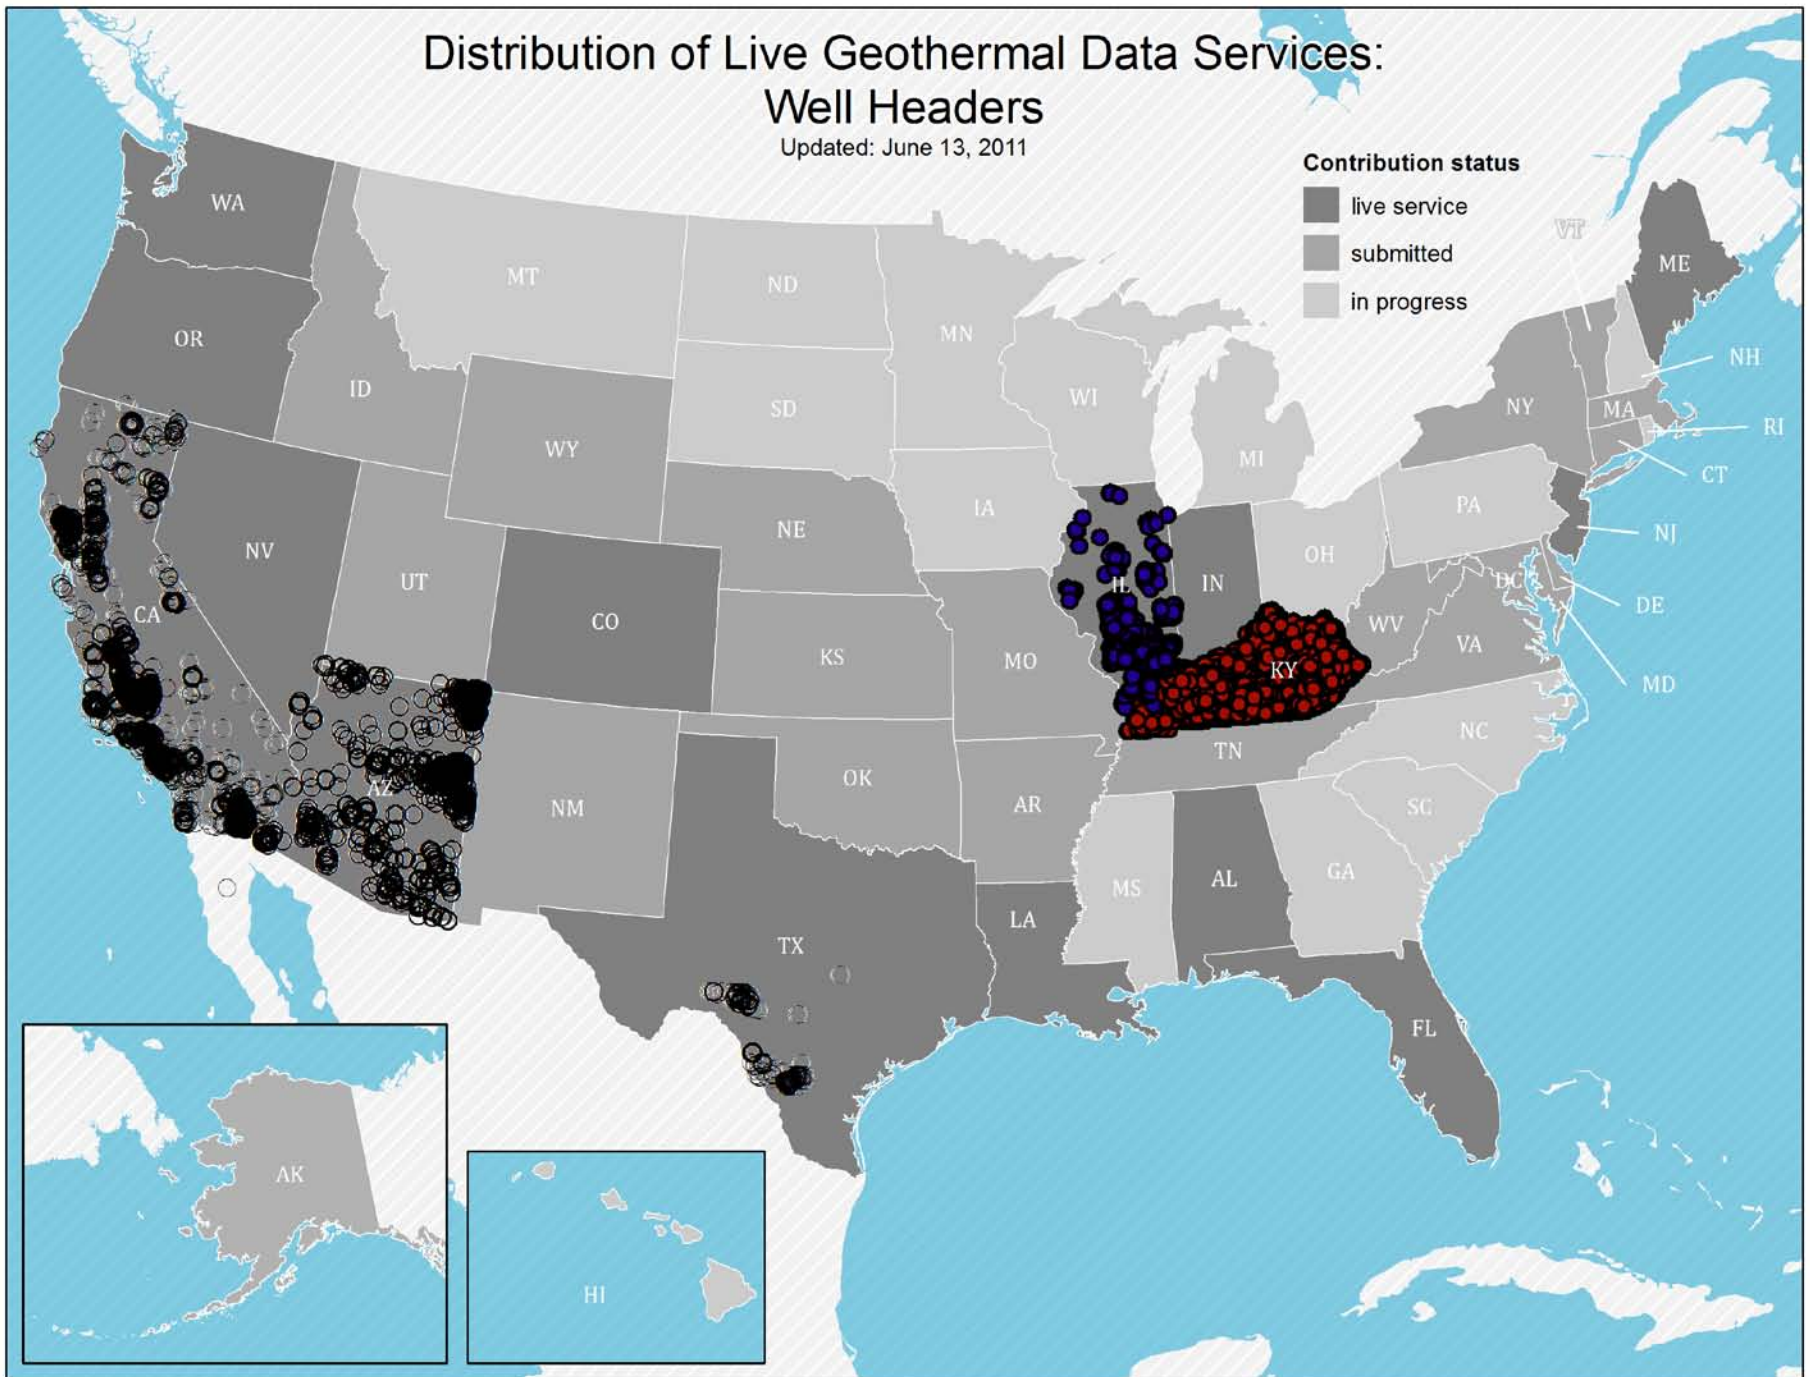 Distribution of Live Geothermal Data Services:
Well Headers
Updated: June 13, 2011
Contribution status
live service
submitted
in progress
WA
VT
ME
MT
ND
OR
MN
NH
ID
SD
WI
NY
MA
RI
WY
MI
CT
IA
PA
NE
NJ
NV
OH
UT
IL
IN
DC
DE
CA
CO
WV
VA
KS
MO
KY
MD
NC
TN
AZ
OK
NM
AR
SC
GA
AL
MS
LA
TX
FL
AK
HI